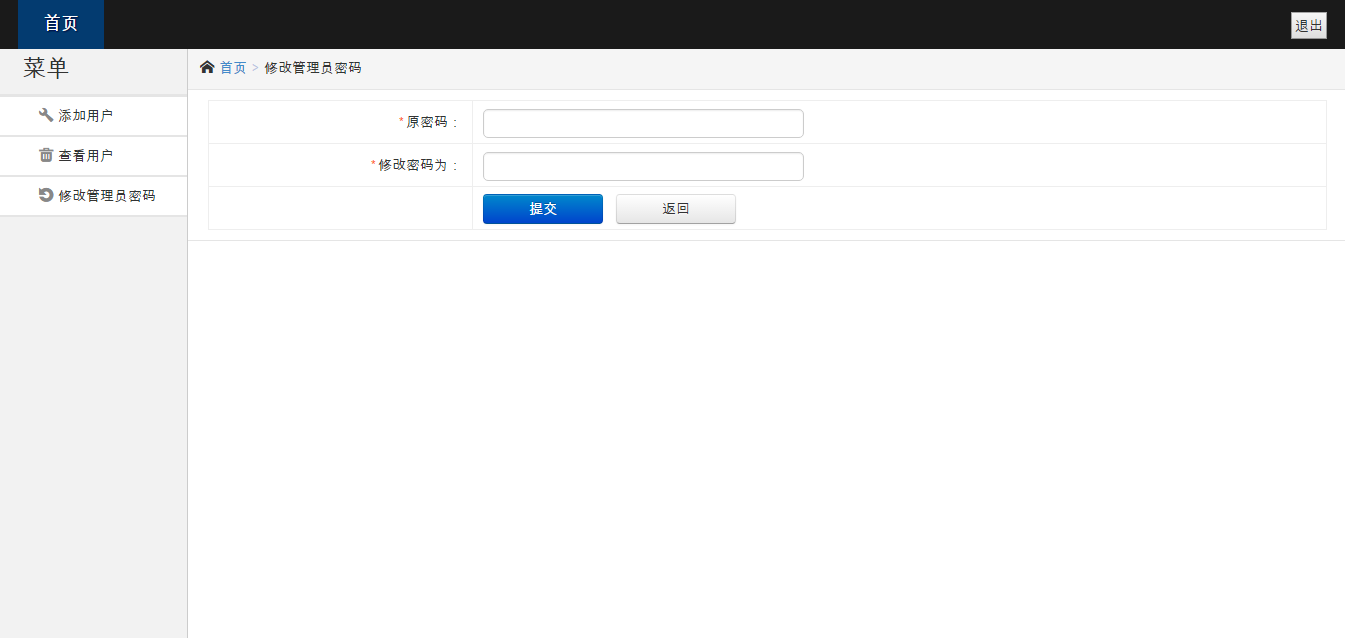 首页
退出
菜单
首页 > 修改管理员密码
添加用户
查看用户
修改管理员密码
*原密码：
*修改密码为：
提交 返回